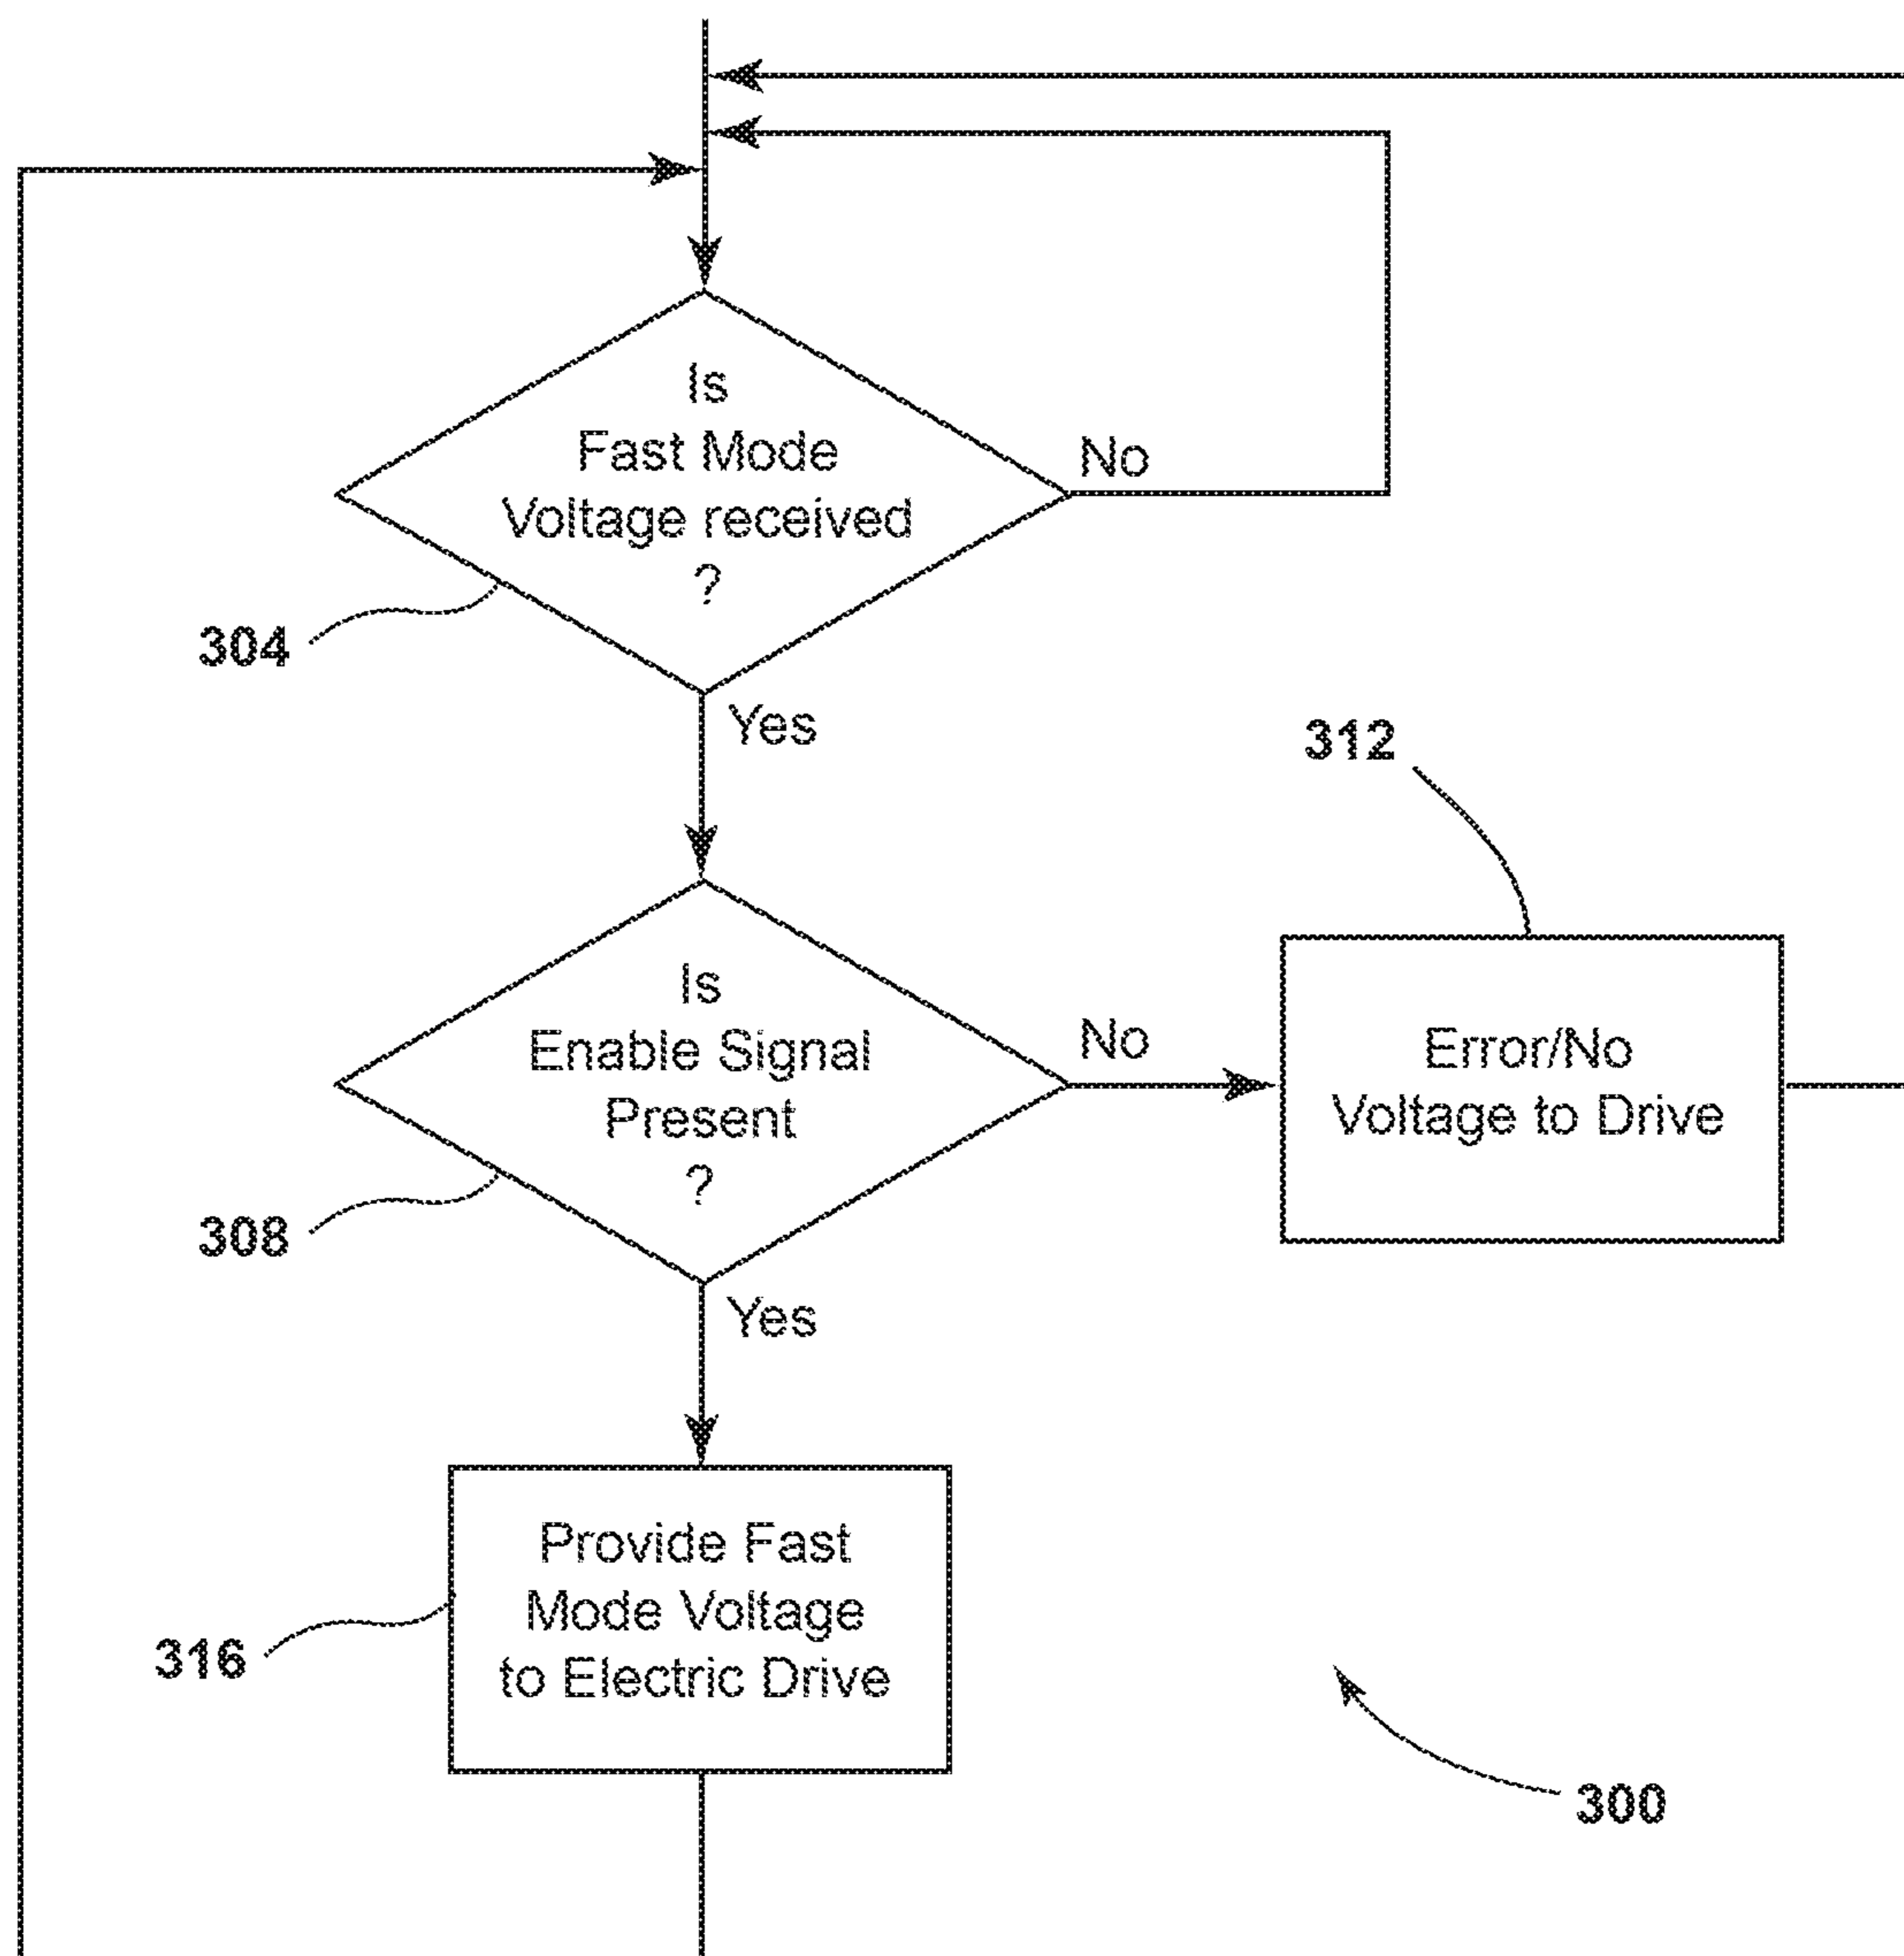 Is
Fast Mode
Voltage received
?
No
304
Yes
312
Is
Enable Signal
Present
?
No
Error/No
Voltage to Drive
308
Yes
Provide Fast
Mode Voltage
to Electric Drive
316
300